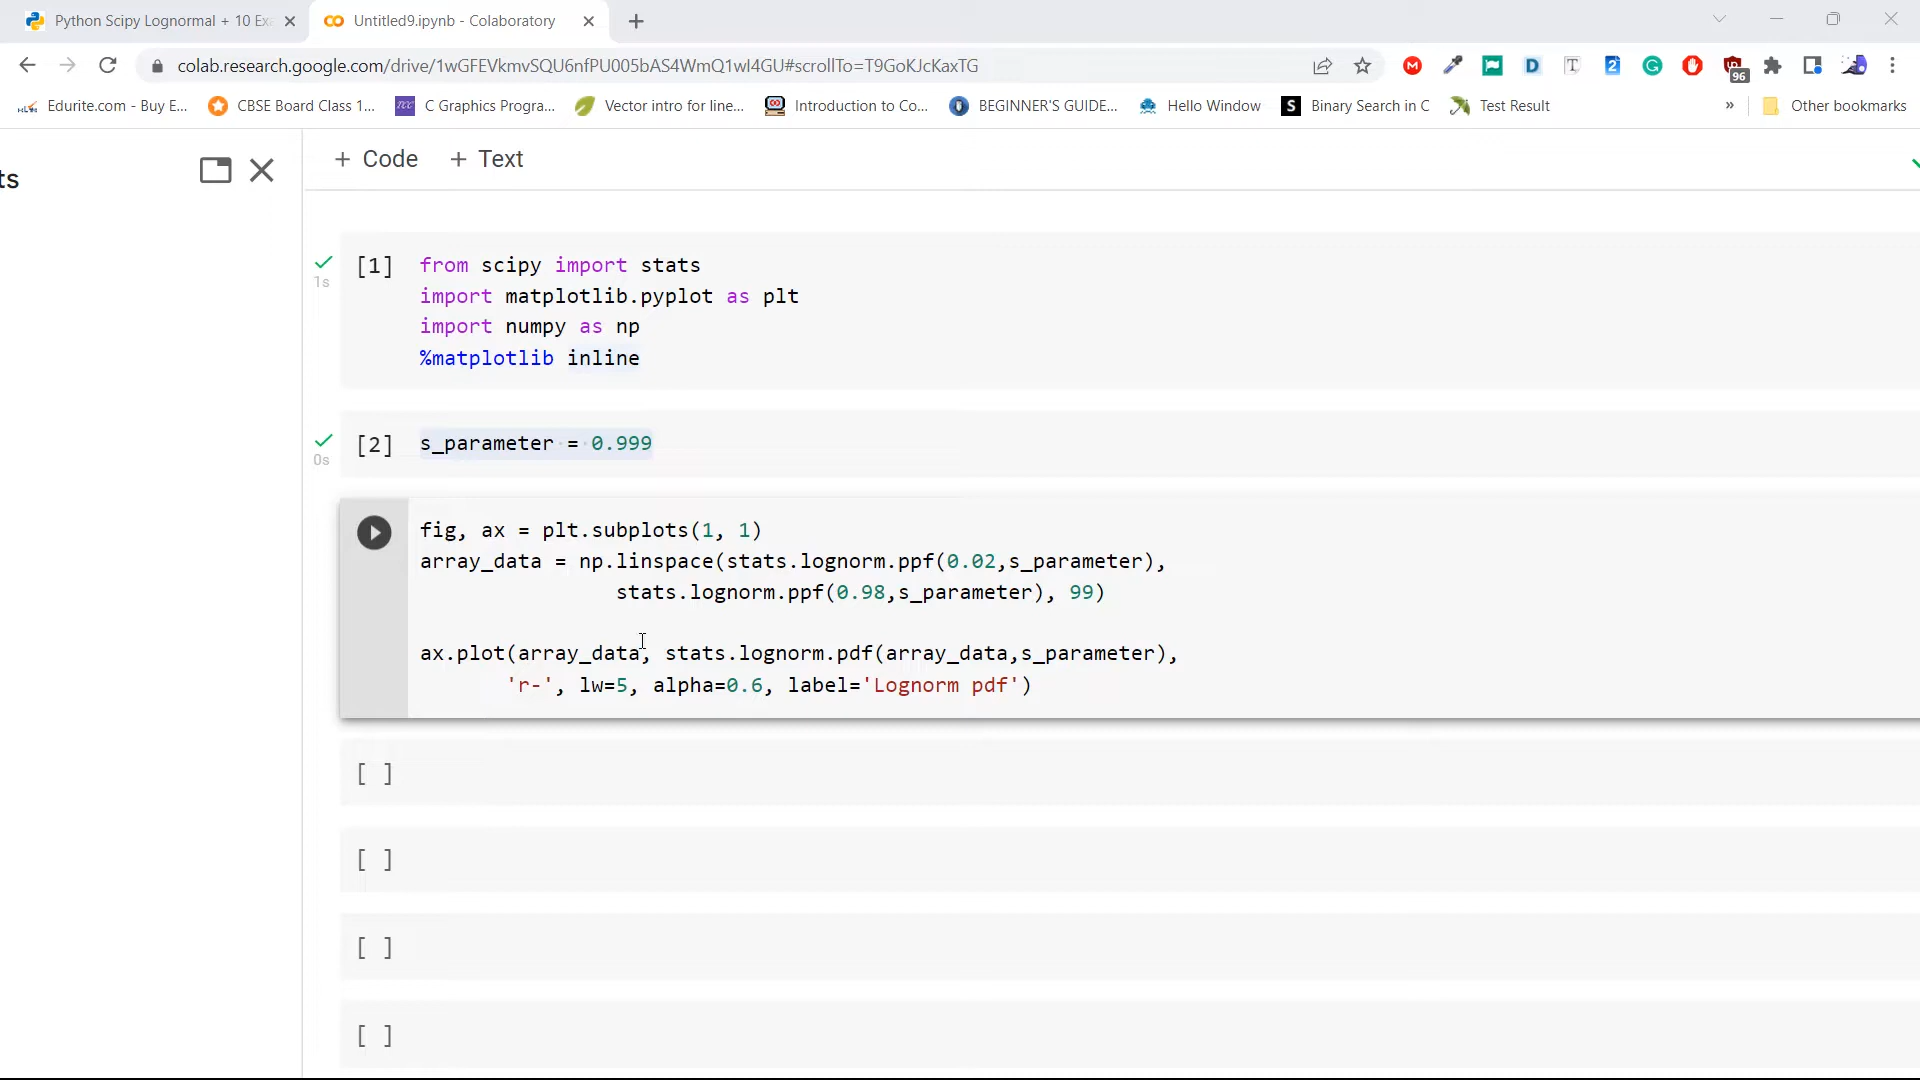 Python Scipy Lognormal + 10 Ex
Untitled9.ipynb - Colaboratory
colab.research.google.com/drive/1wGFEVkmvSQU6nfPU005bAS4WmQ1wI4GU#scrollTo=T9GoKJcKaxTG
96
Edurite.com - Buy E...
CBSE Board Class 1...
C Graphics Progra...
Vector intro for line...
Introduction to Co...
BEGINNER'S GUIDE...
Hello Window
Binary Search in C
Test Result
»
Other bookmarks
ts
+ Code
+ Text
[1]
1s
from scipy import stats
import matplotlib.pyplot as plt
import numpy as np
%matplotlib inline
[2]
0s
s_parameter = 0.999
fig, ax = plt.subplots(1, 1)
array_data = np.linspace(stats.lognorm.ppf(0.02,s_parameter),
stats.lognorm.ppf(0.98,s_parameter), 99)
ax.plot(array_data, stats.lognorm.pdf(array_data,s_parameter),
'r-', lw=5, alpha=0.6, label='Lognorm pdf')
[ ]
[ ]
[ ]
[ ]